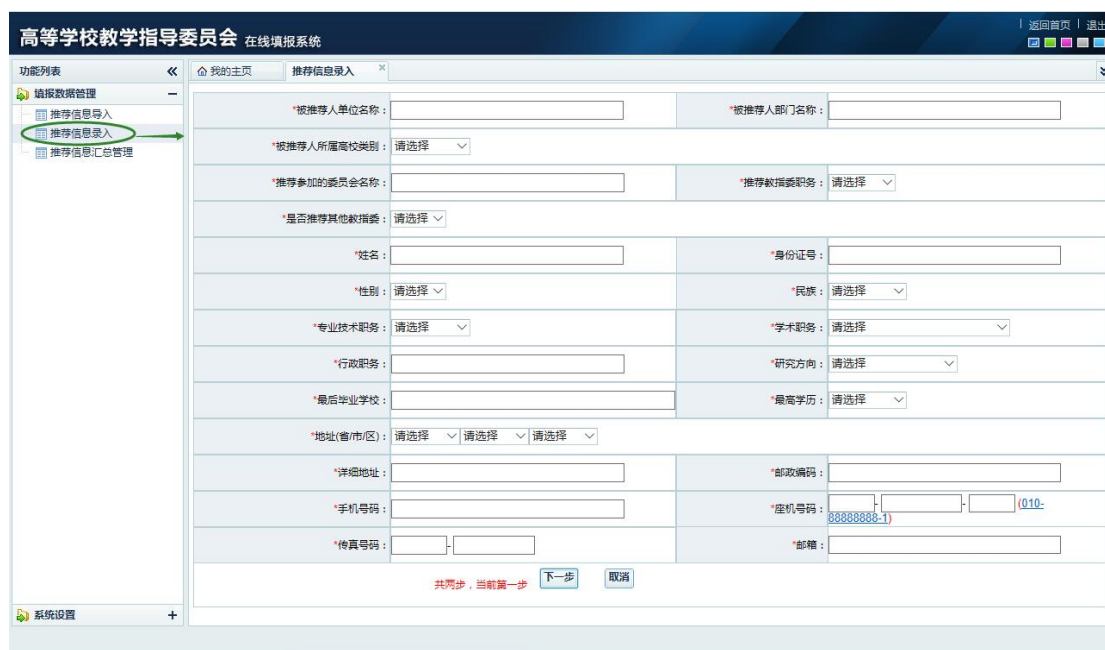 高等学校教学指导委员会 在线填报系统
返回首页 退出
功能列表
我的主页 推荐信息录入
填报数据管理
推荐信息导入
推荐信息录入
推荐信息汇总管理
*被推荐人单位名称： *被推荐人部门名称：
*被推荐人所属高校类别： 请选择
*推荐参加的委员会名称： *推荐教指委职务： 请选择
*是否推荐其他教指委： 请选择
*姓名： *身份证号：
*性别： 请选择 *民族： 请选择
*专业技术职务： 请选择 *学术职务： 请选择
*行政职务： *研究方向： 请选择
*最后毕业学校： *最高学历： 请选择
*地址(省/市/区)： 请选择 请选择 请选择
*详细地址： *邮政编码：
*手机号码： *座机号码： - - (010-
88888888-1)
*传真号码： - *邮箱：
共两步，当前第一步 下一步 取消
系统设置